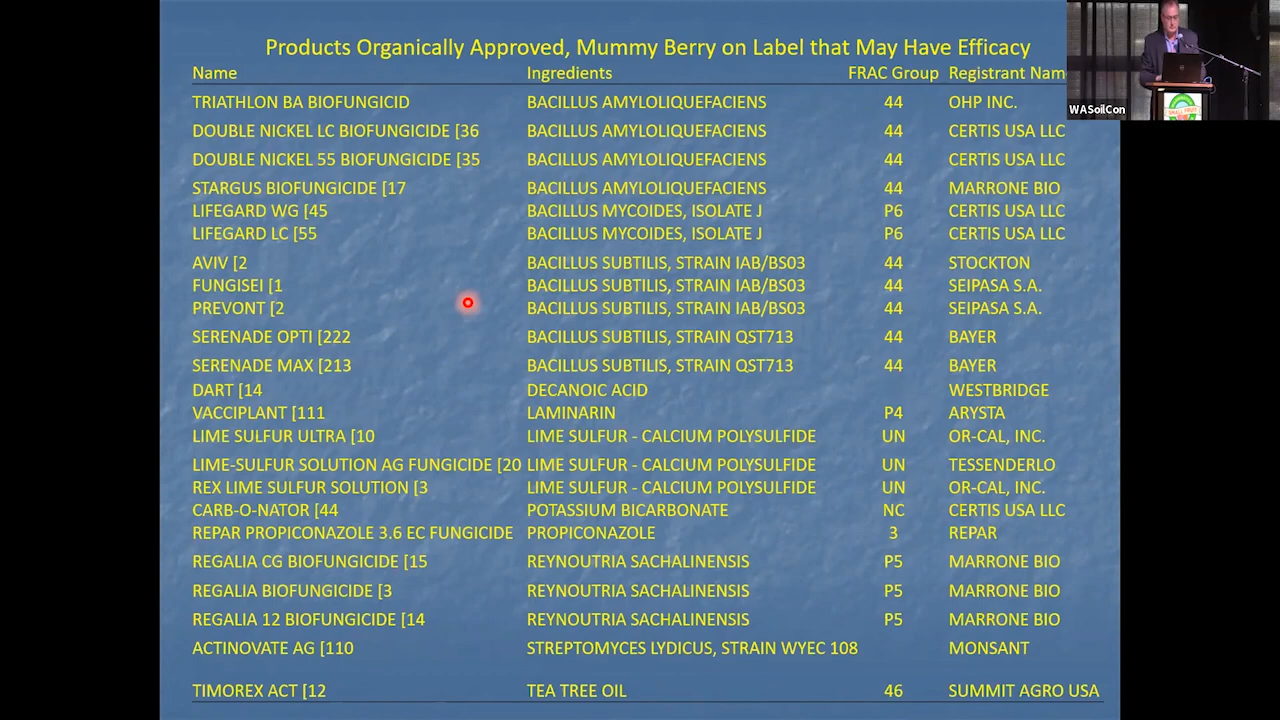 Products Organically Approved, Mummy Berry on Label that May Have Efficacy
Name Ingredients FRAC Group Registrant Nam
TRIATHLON BA BIOFUNGICID BACILLUS AMYLOLIQUEFACIENS 44 OHP INC.
WASoilCon
DOUBLE NICKEL LC BIOFUNGICIDE [36 BACILLUS AMYLOLIQUEFACIENS 44 CERTIS USA LLC
DOUBLE NICKEL 55 BIOFUNGICIDE [35 BACILLUS AMYLOLIQUEFACIENS 44 CERTIS USA LLC
STARGUS BIOFUNGICIDE [17 BACILLUS AMYLOLIQUEFACIENS 44 MARRONE BIO
LIFEGARD WG [45 BACILLUS MYCOIDES, ISOLATE J P6 CERTIS USA LLC
LIFEGARD LC [55 BACILLUS MYCOIDES, ISOLATE J P6 CERTIS USA LLC
AVIV [2 BACILLUS SUBTILIS, STRAIN IAB/BS03 44 STOCKTON
FUNGISEI [1 BACILLUS SUBTILIS, STRAIN IAB/BS03 44 SEIPASA S.A.
PREVONT [2 BACILLUS SUBTILIS, STRAIN IAB/BS03 44 SEIPASA S.A.
SERENADE OPTI [222 BACILLUS SUBTILIS, STRAIN QST713 44 BAYER
SERENADE MAX [213 BACILLUS SUBTILIS, STRAIN QST713 44 BAYER
DART [14 DECANOIC ACID WESTBRIDGE
VACCIPLANT [111 LAMINARIN P4 ARYSTA
LIME SULFUR ULTRA [10 LIME SULFUR - CALCIUM POLYSULFIDE UN OR-CAL, INC.
LIME-SULFUR SOLUTION AG FUNGICIDE [20 LIME SULFUR - CALCIUM POLYSULFIDE UN TESSENDERLO
REX LIME SULFUR SOLUTION [3 LIME SULFUR - CALCIUM POLYSULFIDE UN OR-CAL, INC.
CARB-O-NATOR [44 POTASSIUM BICARBONATE NC CERTIS USA LLC
REPAR PROPICONAZOLE 3.6 EC FUNGICIDE PROPICONAZOLE 3 REPAR
REGALIA CG BIOFUNGICIDE [15 REYNOUTRIA SACHALINENSIS P5 MARRONE BIO
REGALIA BIOFUNGICIDE [3 REYNOUTRIA SACHALINENSIS P5 MARRONE BIO
REGALIA 12 BIOFUNGICIDE [14 REYNOUTRIA SACHALINENSIS P5 MARRONE BIO
ACTINOVATE AG [110 STREPTOMYCES LYDICUS, STRAIN WYEC 108 MONSANT
TIMOREX ACT [12 TEA TREE OIL 46 SUMMIT AGRO USA